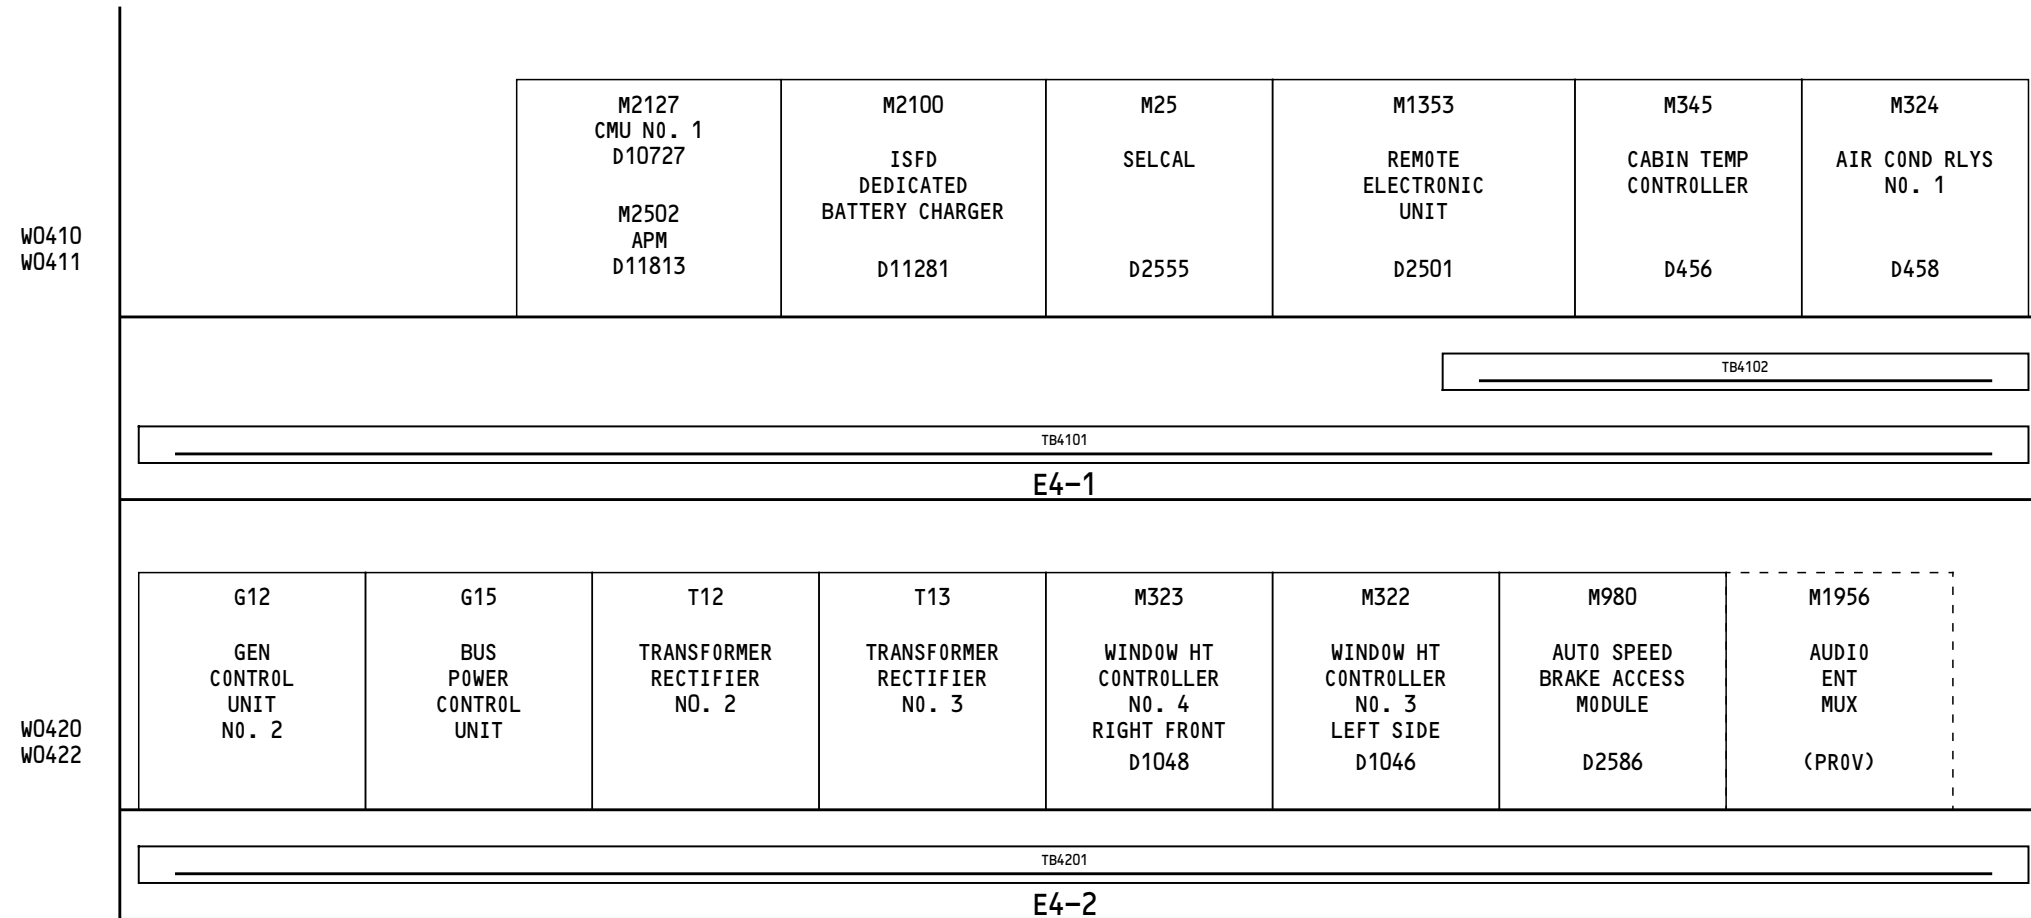 W0410
W0411
M2127
CMU NO. 1
D10727
M2502
APM
D11813
M2100
ISFD
DEDICATED
BATTERY CHARGER
D11281
M25
SELCAL
D2555
M1353
REMOTE
ELECTRONIC
UNIT
D2501
M345
CABIN TEMP
CONTROLLER
D456
M324
AIR COND RLYS
NO. 1
D458
TB4102
TB4101
E4-1
W0420
W0422
G12
GEN
CONTROL
UNIT
NO. 2
G15
BUS
POWER
CONTROL
UNIT
T12
TRANSFORMER
RECTIFIER
NO. 2
T13
TRANSFORMER
RECTIFIER
NO. 3
M323
WINDOW HT
CONTROLLER
NO. 4
RIGHT FRONT
D1048
M322
WINDOW HT
CONTROLLER
NO. 3
LEFT SIDE
D1046
M980
AUTO SPEED
BRAKE ACCESS
MODULE
D2586
M1956
AUDIO
ENT
MUX
(PROV)
TB4201
E4-2